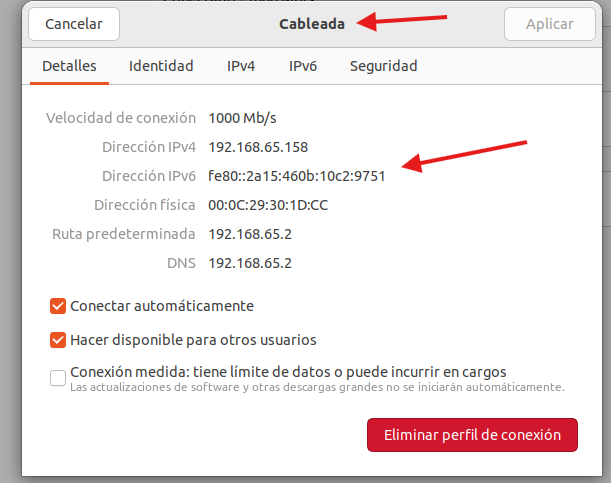 Cancelar Cableada Aplicar
Detalles Identidad IPv4 IPv6 Seguridad
Velocidad de conexión 1000 Mb/s
Dirección IPv4 192.168.65.158
Dirección IPv6 fe80::2a15:460b:10c2:9751
Dirección física 00:0C:29:30:1D:CC
Ruta predeterminada 192.168.65.2
DNS 192.168.65.2
Conectar automáticamente
Hacer disponible para otros usuarios
Conexión medida: tiene límite de datos o puede incurrir en cargos
Las actualizaciones de software y otras descargas grandes no se iniciarán automáticamente.
Eliminar perfil de conexión